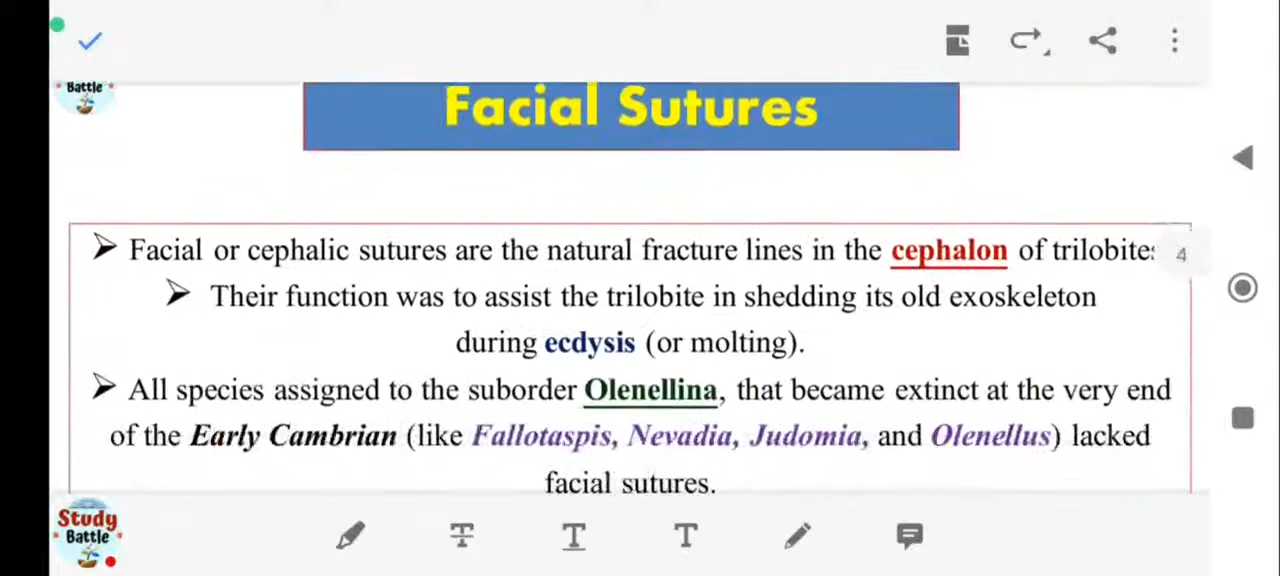 Battle
Facial Sutures
➢ Facial or cephalic sutures are the natural fracture lines in the cephalon of trilobites
4
➢ Their function was to assist the trilobite in shedding its old exoskeleton
during ecdysis (or molting).
➢ All species assigned to the suborder Olenellina, that became extinct at the very end
of the Early Cambrian (like Fallotaspis, Nevadia, Judomia, and Olenellus) lacked
facial sutures.
Study
Battle
T
T
T